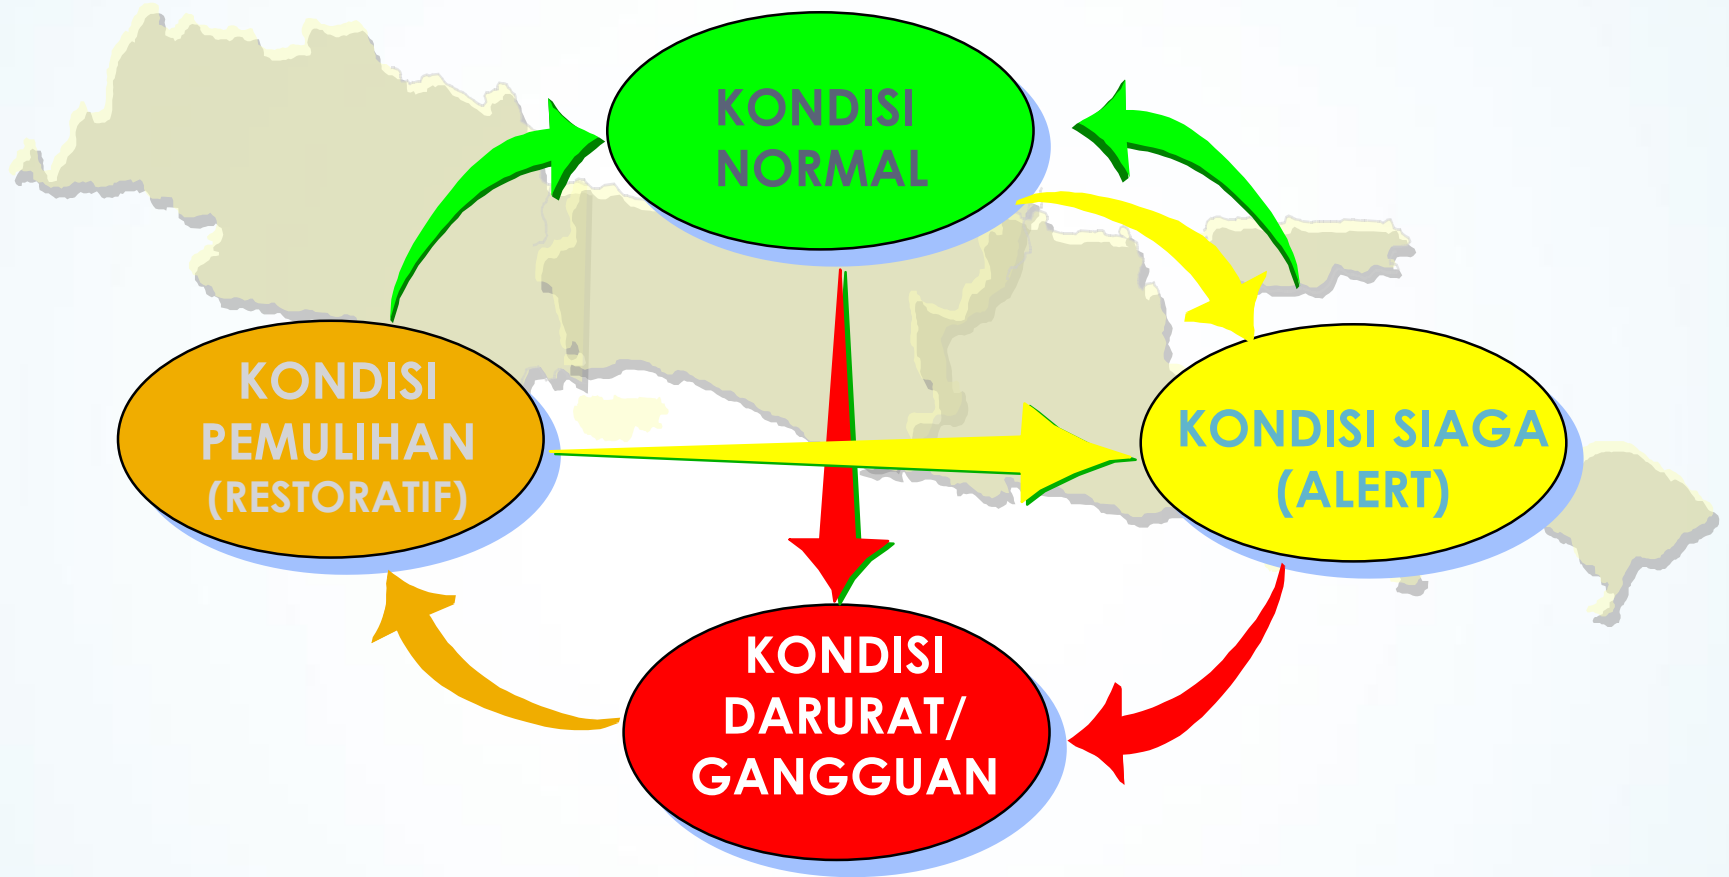 KONDISI
NORMAL
KONDISI
PEMULIHAN
(RESTORATIF)
KONDISI SIAGA
(ALERT)
KONDISI
DARURAT/
GANGGUAN